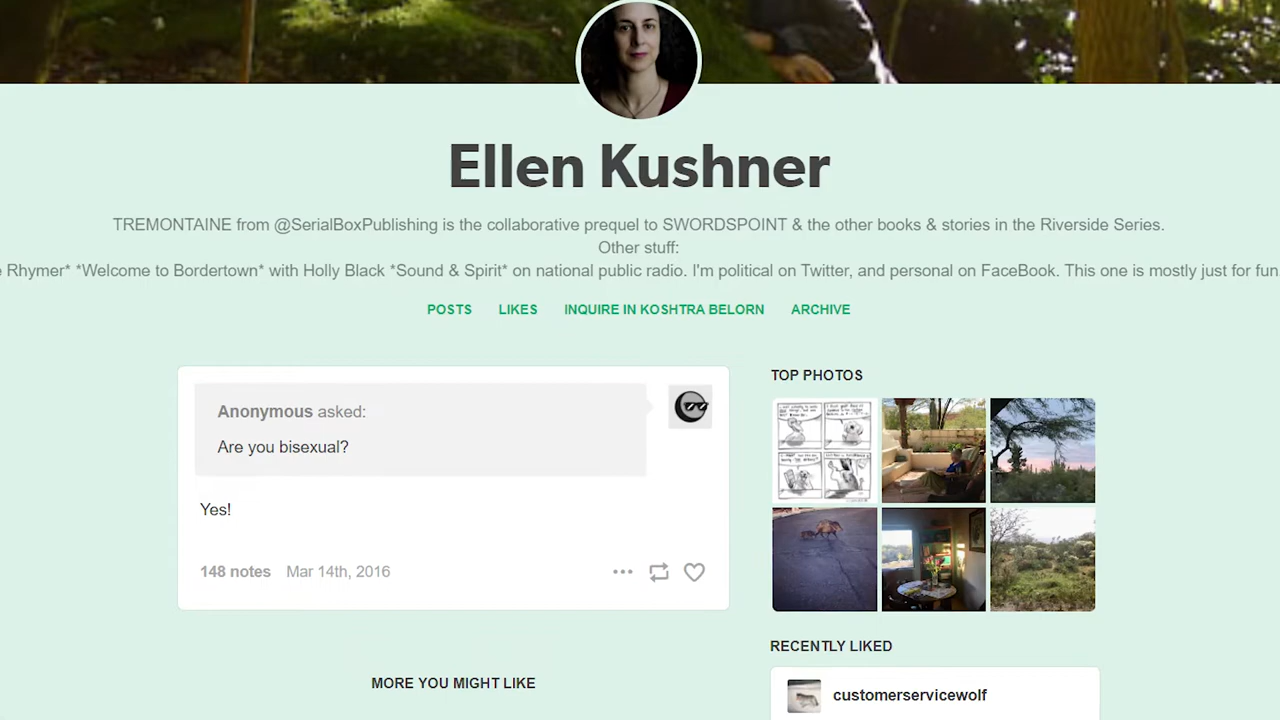 Ellen Kushner
TREMONTAINE from @SerialBoxPublishing is the collaborative prequel to SWORDSPOINT & the other books & stories in the Riverside Series.
Other stuff:
Rhymer* *Welcome to Bordertown* with Holly Black *Sound & Spirit* on national public radio. I'm political on Twitter, and personal on FaceBook. This one is mostly just for fun
POSTS LIKES INQUIRE IN KOSHTRA BELORN ARCHIVE
Anonymous asked:
Are you bisexual?
Yes!
148 notes Mar 14th, 2016
MORE YOU MIGHT LIKE
TOP PHOTOS
RECENTLY LIKED
customerservicewolf